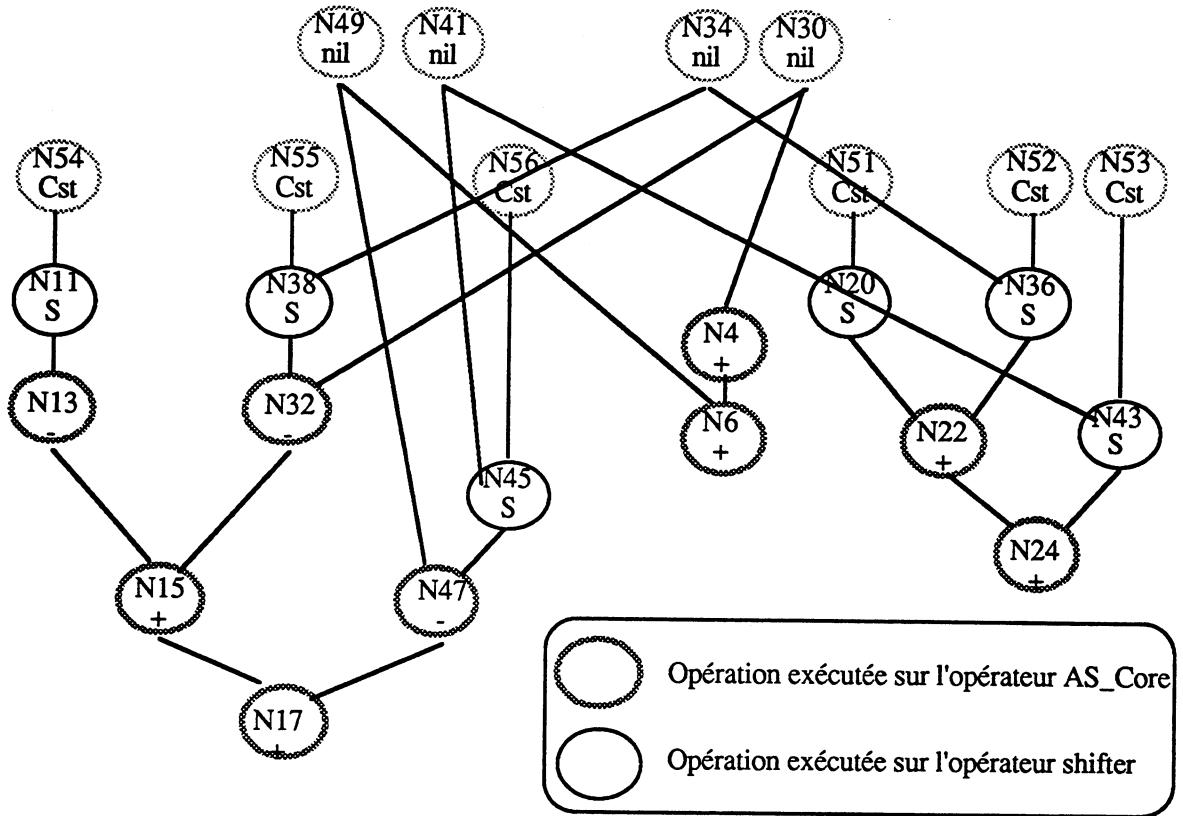 N49
nil
N41
nil
N34
nil
N30
nil
N54
Cst
N55
Cst
N56
Cst
N51
Cst
N52
Cst
N53
Cst
N11
S
N38
S
N20
S
N36
S
N4
+
N13
-
N32
-
N6
+
N22
+
N43
S
N45
S
N24
+
N15
+
N47
-
N17
+
Opération exécutée sur l'opérateur AS_Core
Opération exécutée sur l'opérateur shifter